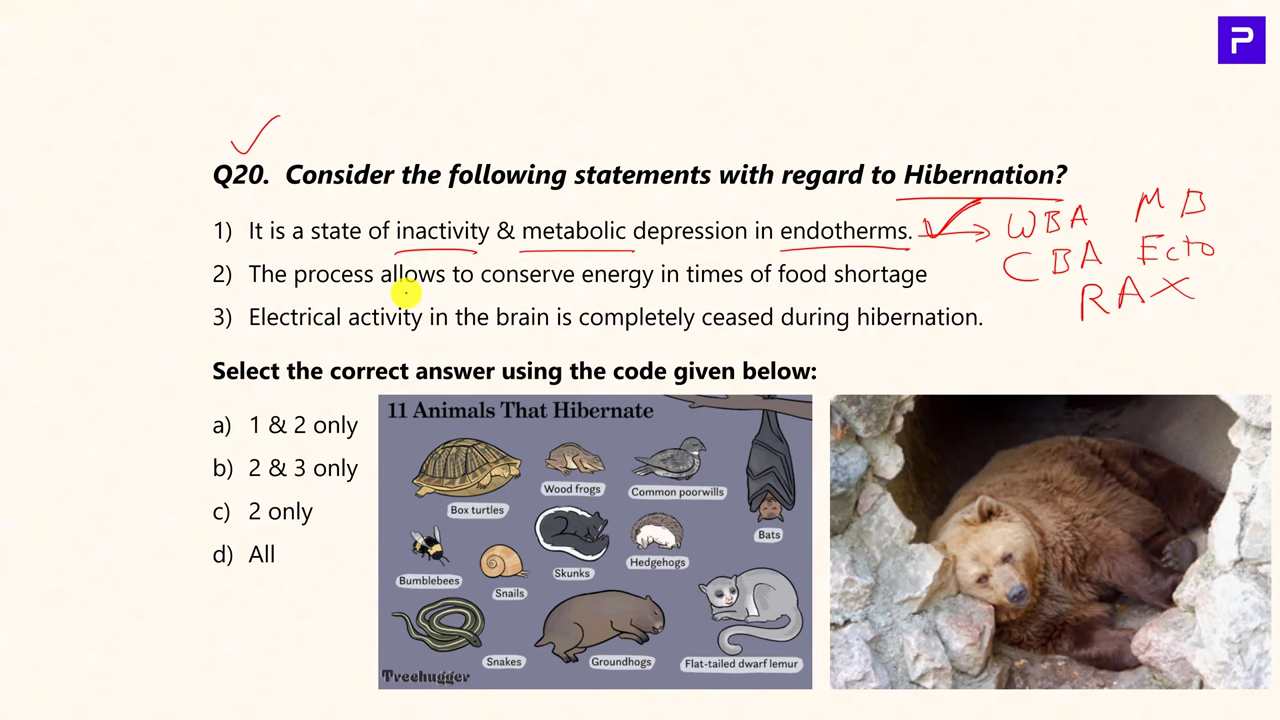 P
Q20. Consider the following statements with regard to Hibernation?
1) It is a state of inactivity & metabolic depression in endotherms.
WBA MB
2) The process allows to conserve energy in times of food shortage
CBA Ecto
RAX
3) Electrical activity in the brain is completely ceased during hibernation.
Select the correct answer using the code given below:
a) 1 & 2 only
b) 2 & 3 only
c) 2 only
d) All
11 Animals That Hibernate
Box turtles
Wood frogs
Common poorwills
Bats
Bumblebees
Snails
Skunks
Hedgehogs
Snakes
Groundhogs
Flat-tailed dwarf lemur
Treehugger